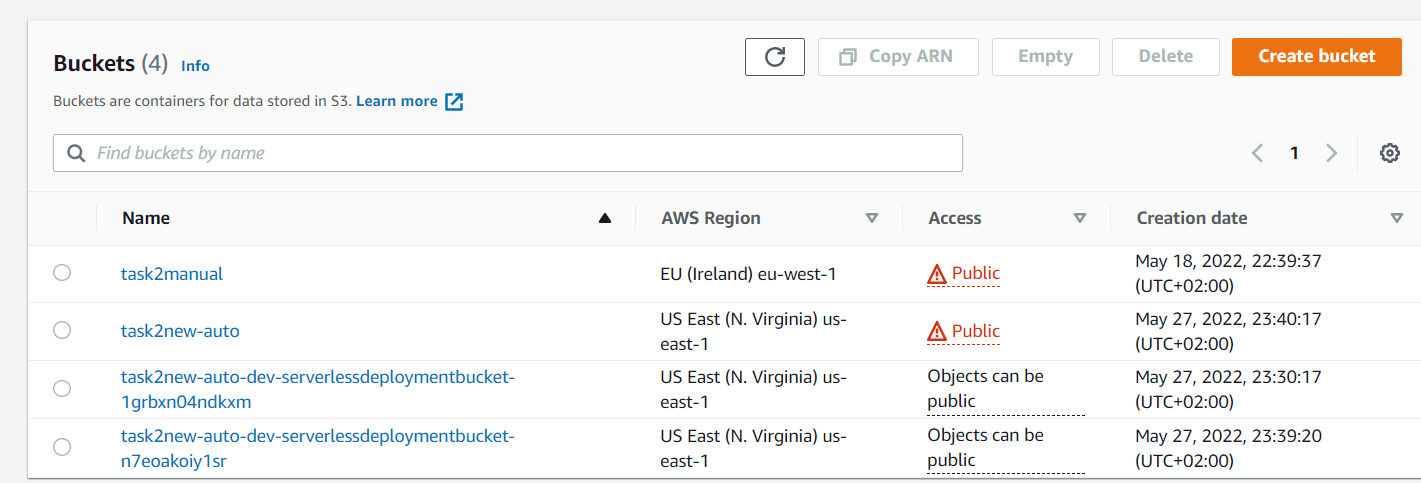 Buckets (4) Info
Copy ARN
Empty
Delete
Create bucket
Buckets are containers for data stored in S3. Learn more
Find buckets by name
1
Name
AWS Region
Access
Creation date
task2manual
EU (Ireland) eu-west-1
Public
May 18, 2022, 22:39:37
(UTC+02:00)
task2new-auto
US East (N. Virginia) us-
east-1
Public
May 27, 2022, 23:40:17
(UTC+02:00)
task2new-auto-dev-serverlessdeploymentbucket-
1grbxn04ndkxm
US East (N. Virginia) us-
east-1
Objects can be
public
May 27, 2022, 23:30:17
(UTC+02:00)
task2new-auto-dev-serverlessdeploymentbucket-
n7eoakoiy1sr
US East (N. Virginia) us-
east-1
Objects can be
public
May 27, 2022, 23:39:20
(UTC+02:00)